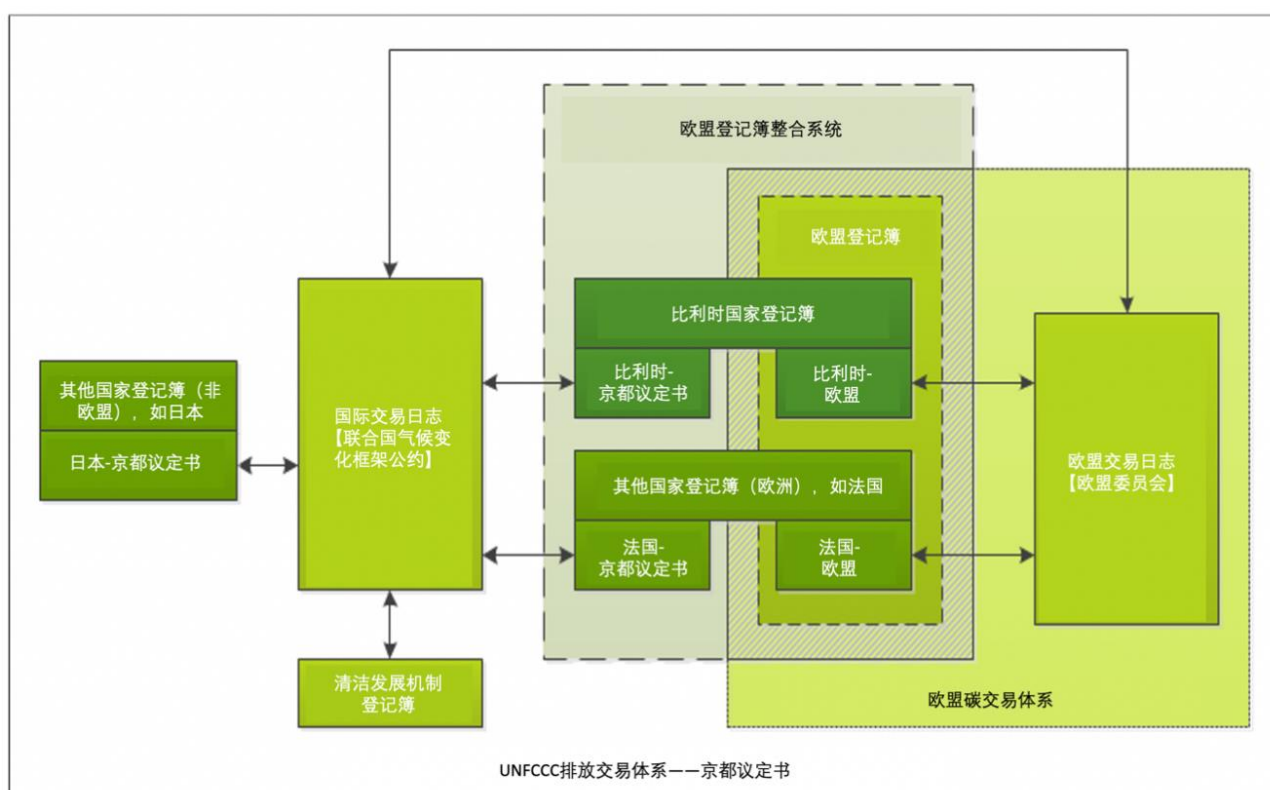 欧盟登记簿整合系统
欧盟登记簿
比利时国家登记簿
比利时-
京都议定书
比利时-
欧盟
其他国家登记簿（非
欧盟），如日本
日本-京都议定书
国际交易日志
【联合国气候变
化框架公约】
其他国家登记簿（欧洲），如法国
法国-
京都议定书
法国-
欧盟
欧盟交易日志
【欧盟委员会】
清洁发展机制
登记簿
欧盟碳交易体系
UNFCCC排放交易体系——京都议定书